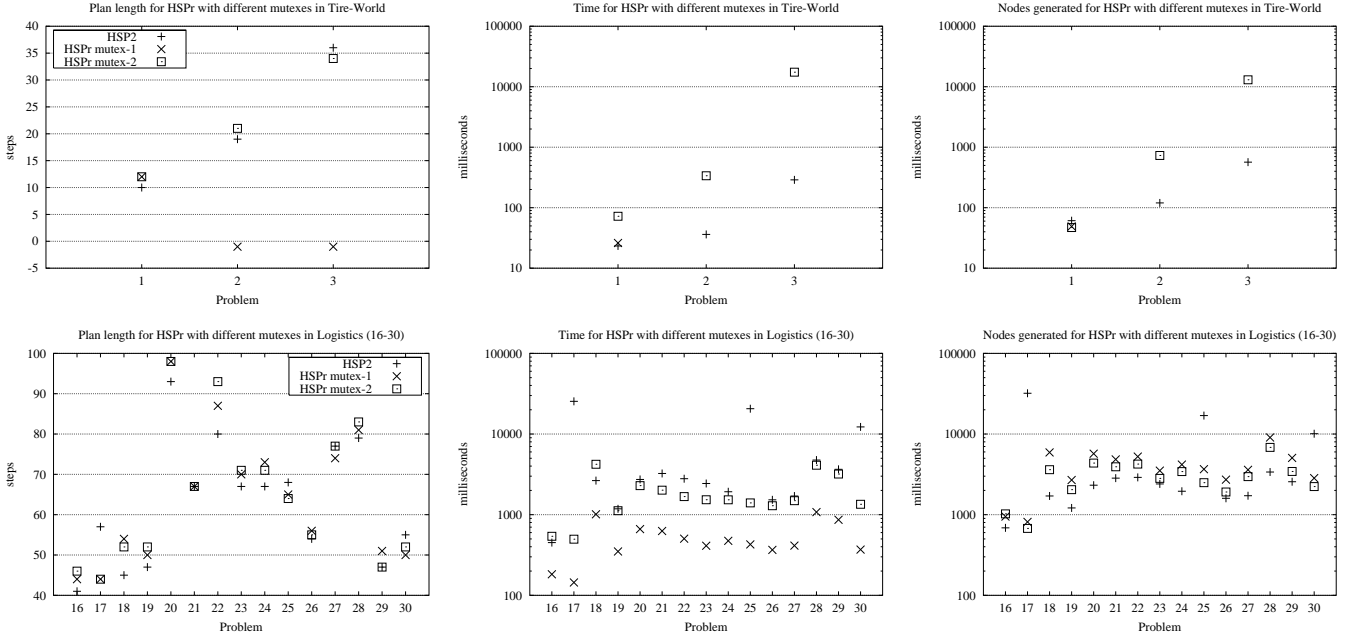 Plan length for HSPr with different mutexes in Tire-World
40
35
30
25
20
15
10
5
0
-5
steps
HSP2
HSPr mutex-1
HSPr mutex-2
1 2 3
Problem
Time for HSPr with different mutexes in Tire-World
100000
10000
1000
100
10
milliseconds
1 2 3
Problem
Nodes generated for HSPr with different mutexes in Tire-World
100000
10000
1000
100
10
milliseconds
1 2 3
Problem
Plan length for HSPr with different mutexes in Logistics (16-30)
100
90
80
70
60
50
40
steps
HSP2
HSPr mutex-1
HSPr mutex-2
16 17 18 19 20 21 22 23 24 25 26 27 28 29 30
Problem
Time for HSPr with different mutexes in Logistics (16-30)
100000
10000
1000
100
milliseconds
16 17 18 19 20 21 22 23 24 25 26 27 28 29 30
Problem
Nodes generated for HSPr with different mutexes in Logistics (16-30)
100000
10000
1000
100
milliseconds
16 17 18 19 20 21 22 23 24 25 26 27 28 29 30
Problem